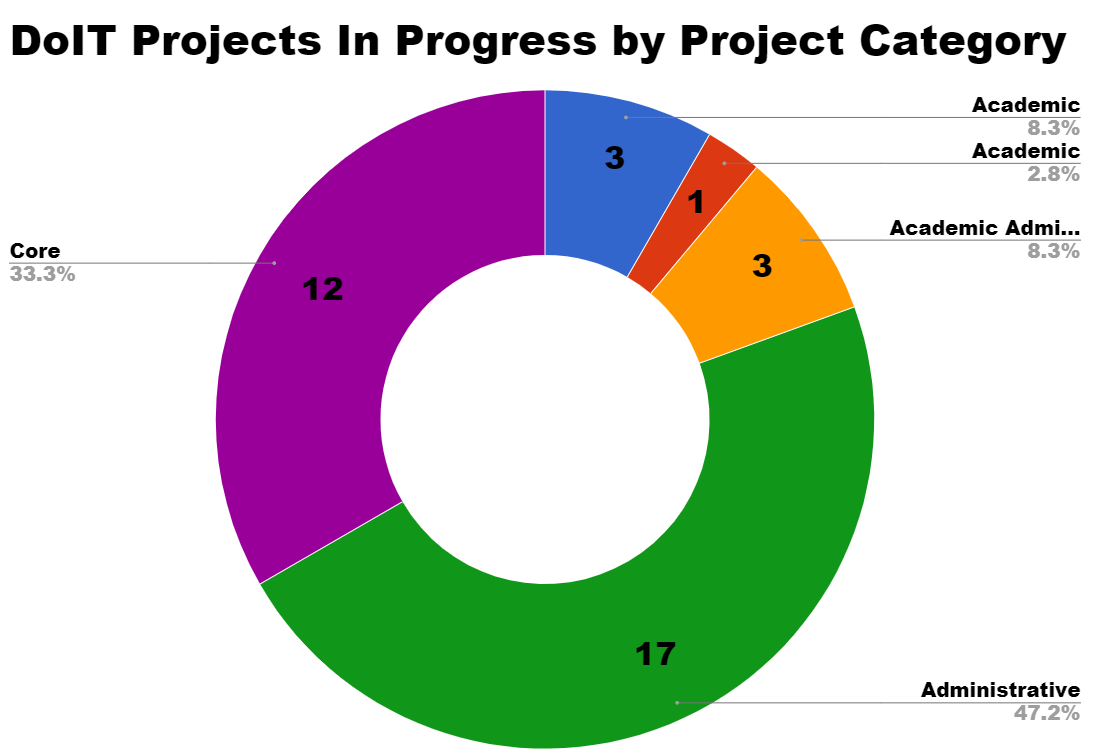 DoIT Projects In Progress by Project Category
Academic
8.3%
Academic
2.8%
Academic Admi...
8.3%
Administrative
47.2%
Core
33.3%
3
1
3
17
12